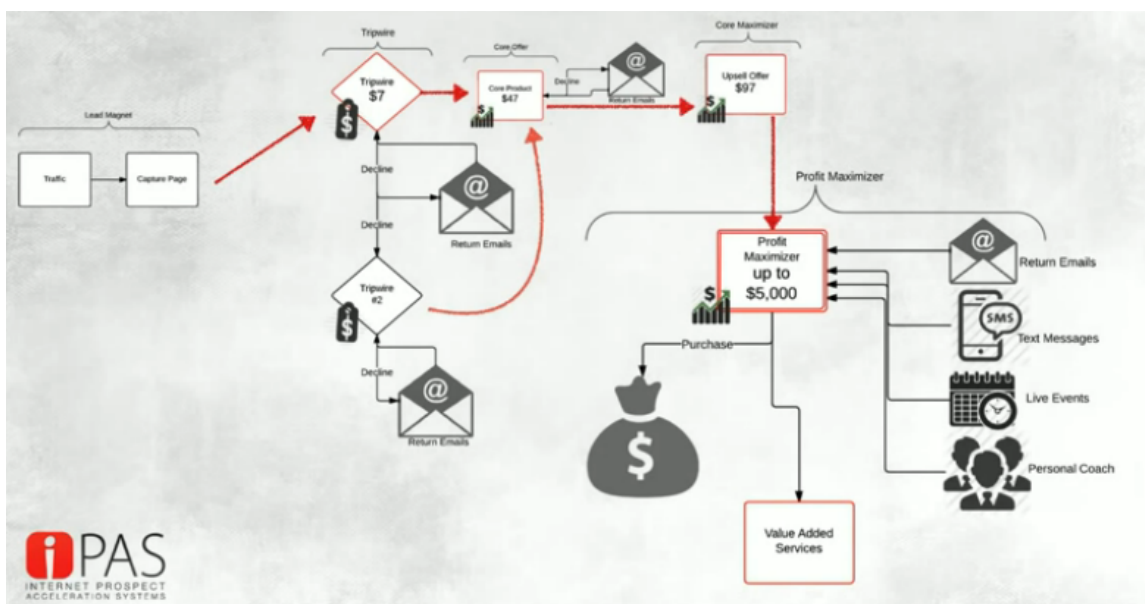 Lead Magnet
Traffic
Capture Page
Tripwire
Tripwire
$7
$
Decline
@
Return Emails
Decline
Tripwire
#2
$
Decline
@
Return Emails
Core Offer
Core Product
$47
$
Decline
@
Return Emails
Core Maximizer
Upsell Offer
$97
$
Profit Maximizer
Profit
Maximizer
up to
$5,000
$
@
Return Emails
SMS
Text Messages
Live Events
Personal Coach
Purchase
$
Value Added
Services
iPAS
INTERNET PROSPECT
ACCELERATION SYSTEMS